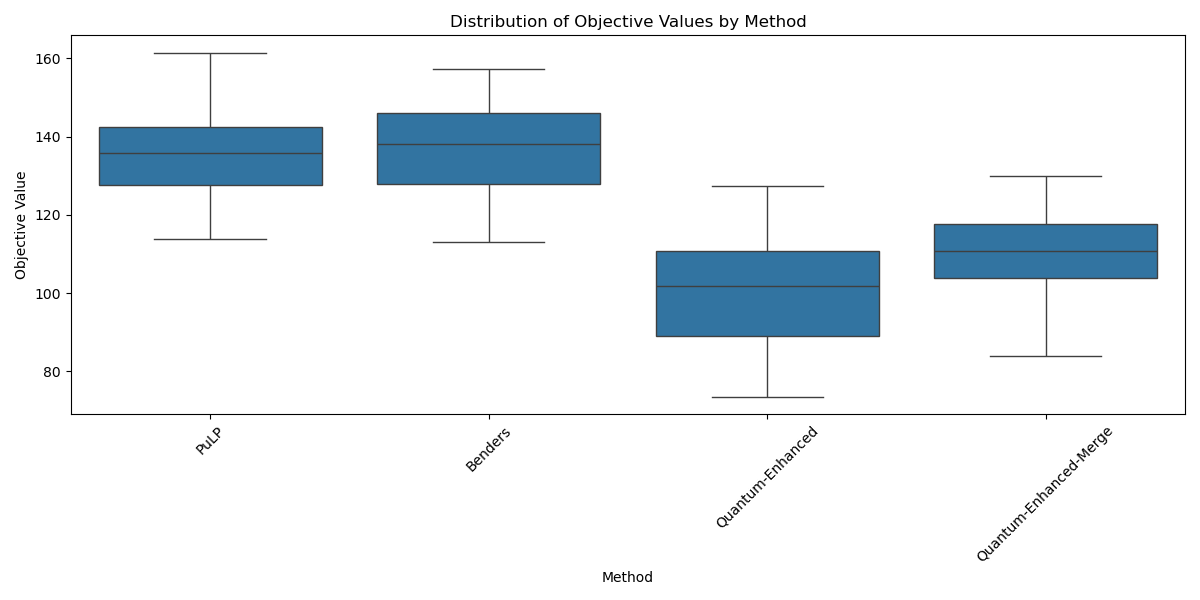 Distribution of Objective Values by Method
Objective Value
160
140
120
100
80
PuLP
Benders
Quantum-Enhanced
Quantum-Enhanced-Merge
Method